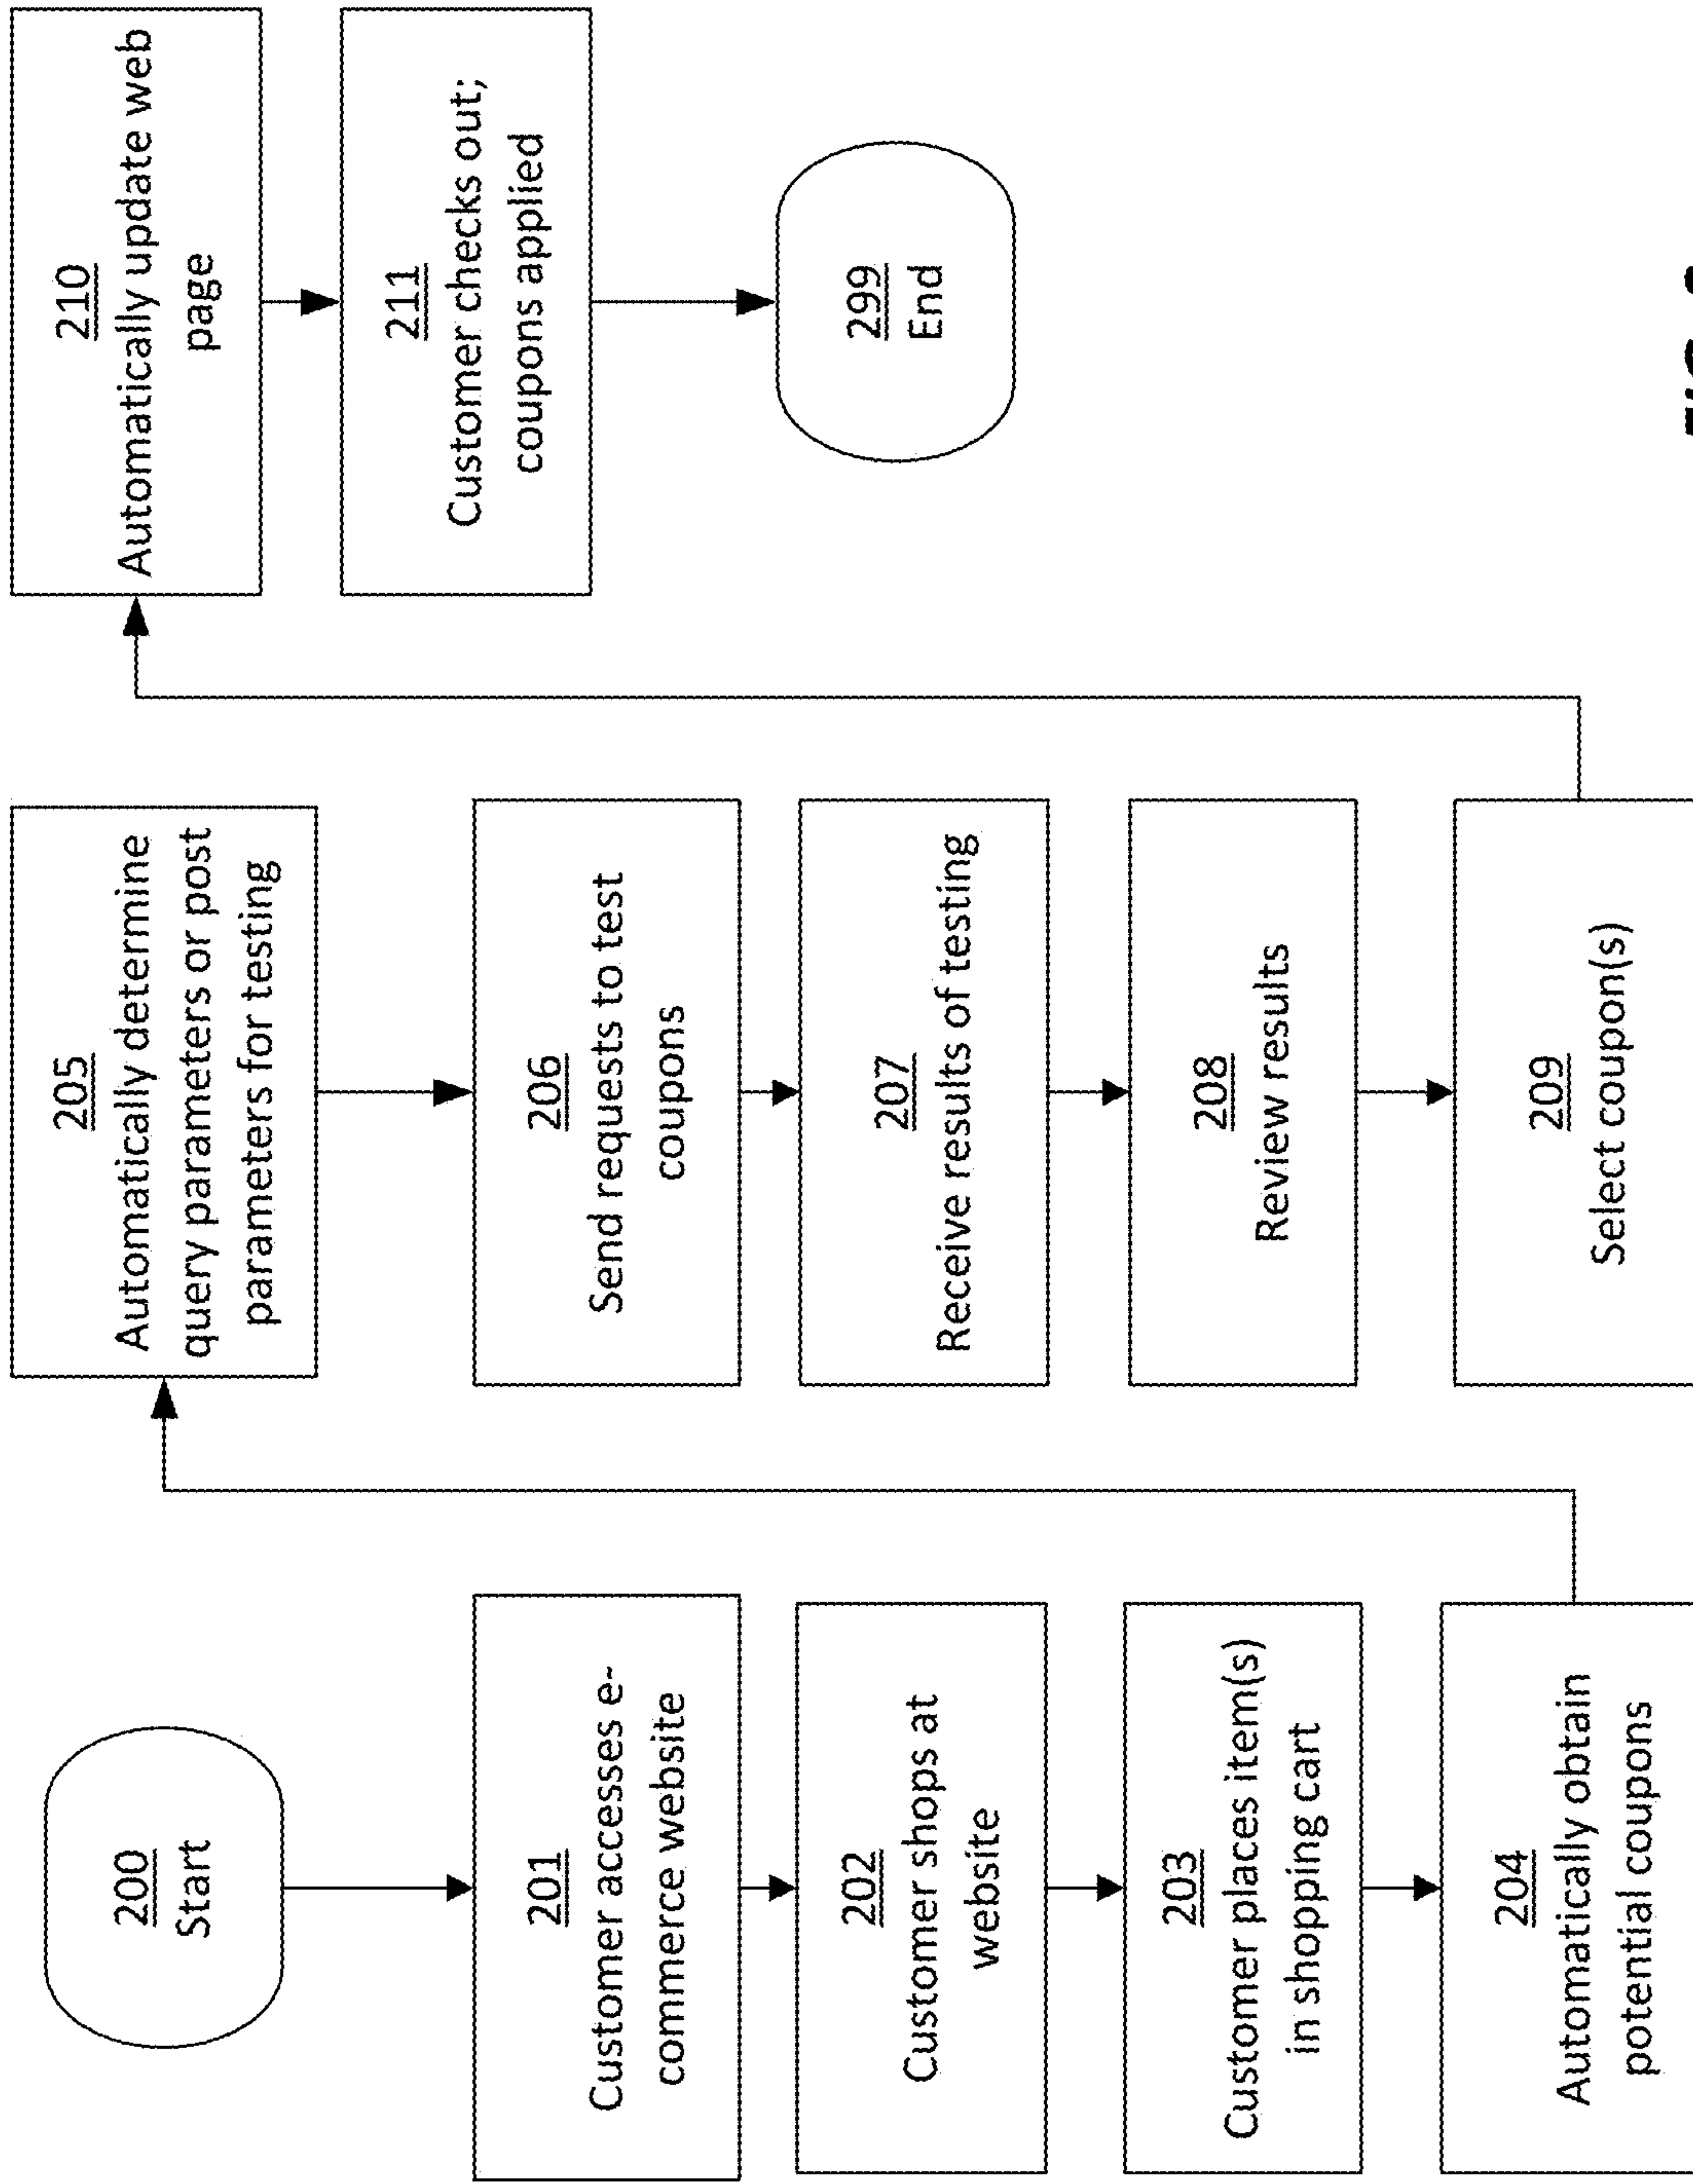 200
Start
201
Customer accesses e-
commerce website
202
Customer shops at
website
203
Customer places item(s)
in shopping cart
204
Automatically obtain
potential coupons
205
Automatically determine
query parameters or post
parameters for testing
206
Send requests to test
coupons
207
Receive results of testing
208
Review results
209
Select coupon(s)
210
Automatically update web
page
211
Customer checks out;
coupons applied
299
End